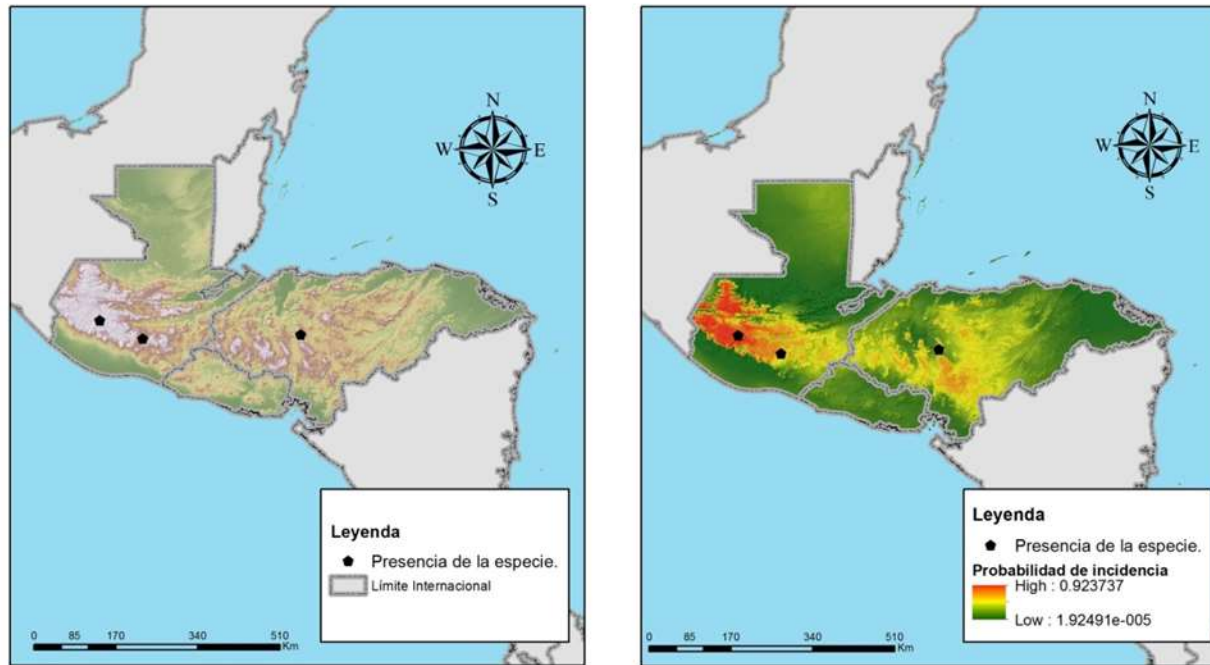 N
W E
S
Leyenda
Presencia de la especie.
Límite Internacional
0 85 170 340 510
Km
N
W E
S
Leyenda
Presencia de la especie.
Probabilidad de incidencia
High : 0.923737
Low : 1.92491e-005
0 85 170 340 510
Km